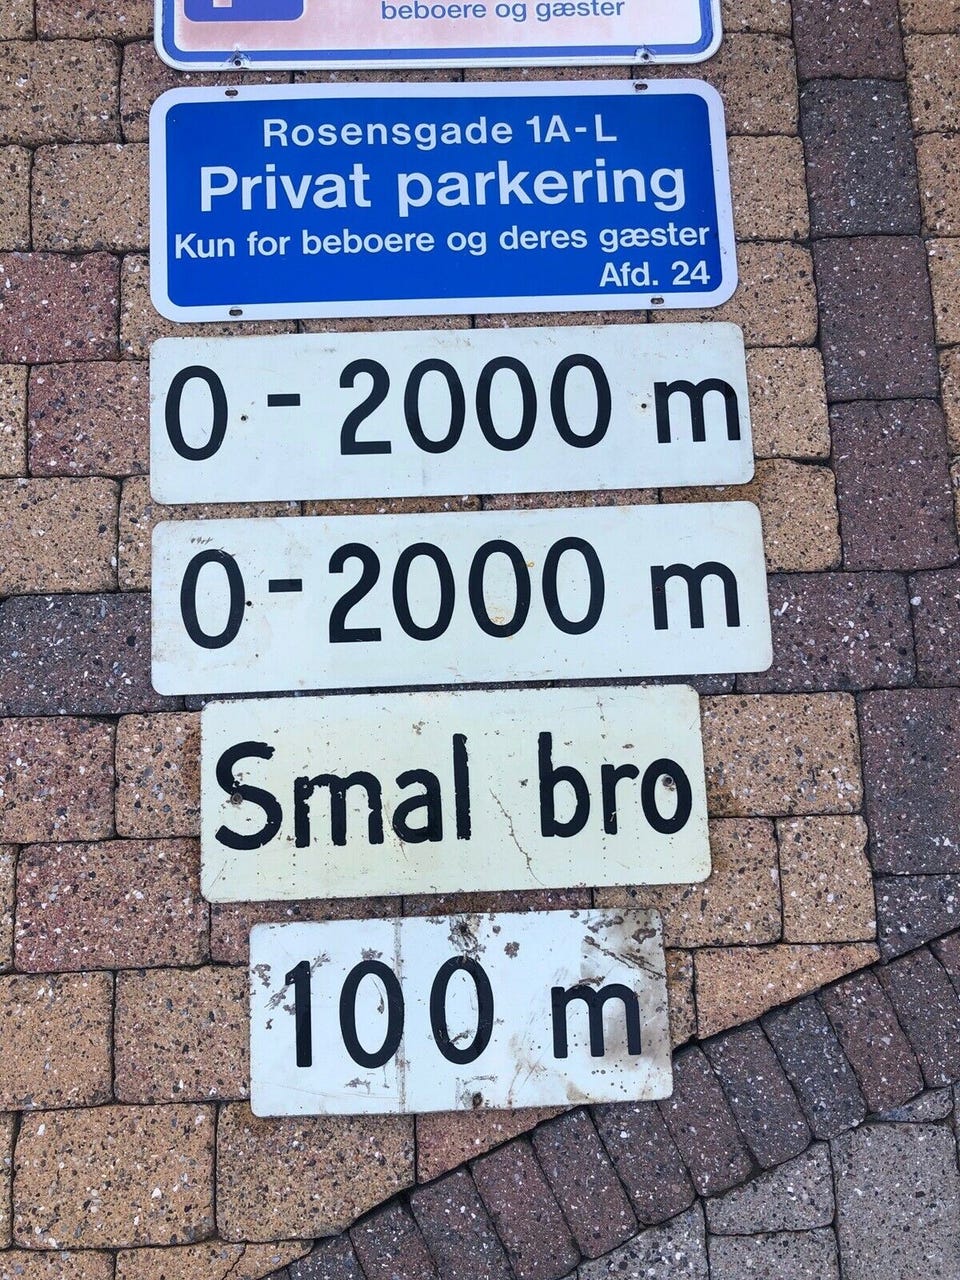 beboere og gæster
Rosensgade 1A-L
Privat parkering
Kun for beboere og deres gæster
Afd. 24
0 - 2000 m
0 - 2000 m
Smal bro
100 m